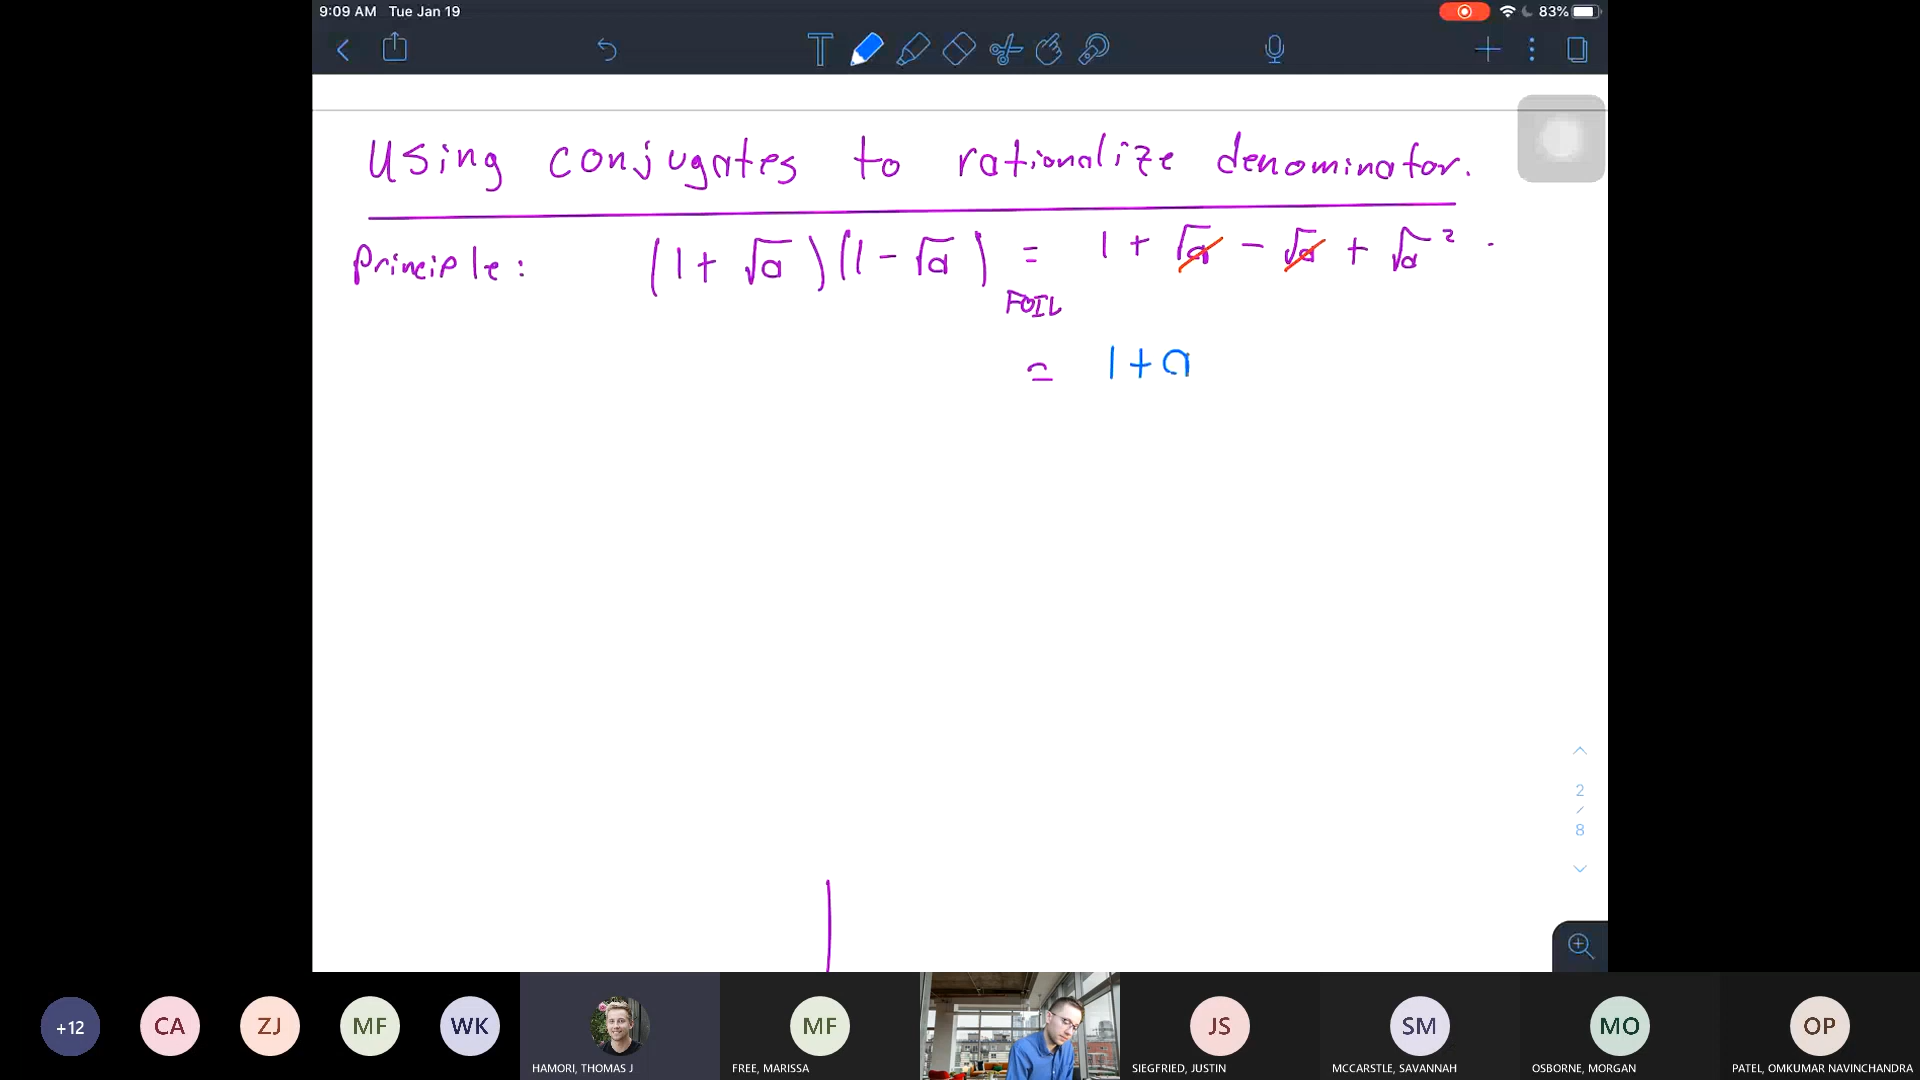 9:09 AM Tue Jan 19
83%
Using conjugates to rationalize denominator.
Principle: (1+ √a)(1 - √a) = 1 + √a - √a + √a²
FOIL
= 1+a
2
/
8
+12
CA
ZJ
MF
WK
MF
JS
SM
MO
OP
HAMORI, THOMAS J
FREE, MARISSA
SIEGFRIED, JUSTIN
MCCARSTLE, SAVANNAH
OSBORNE, MORGAN
PATEL, OMKUMAR NAVINCHANDRA